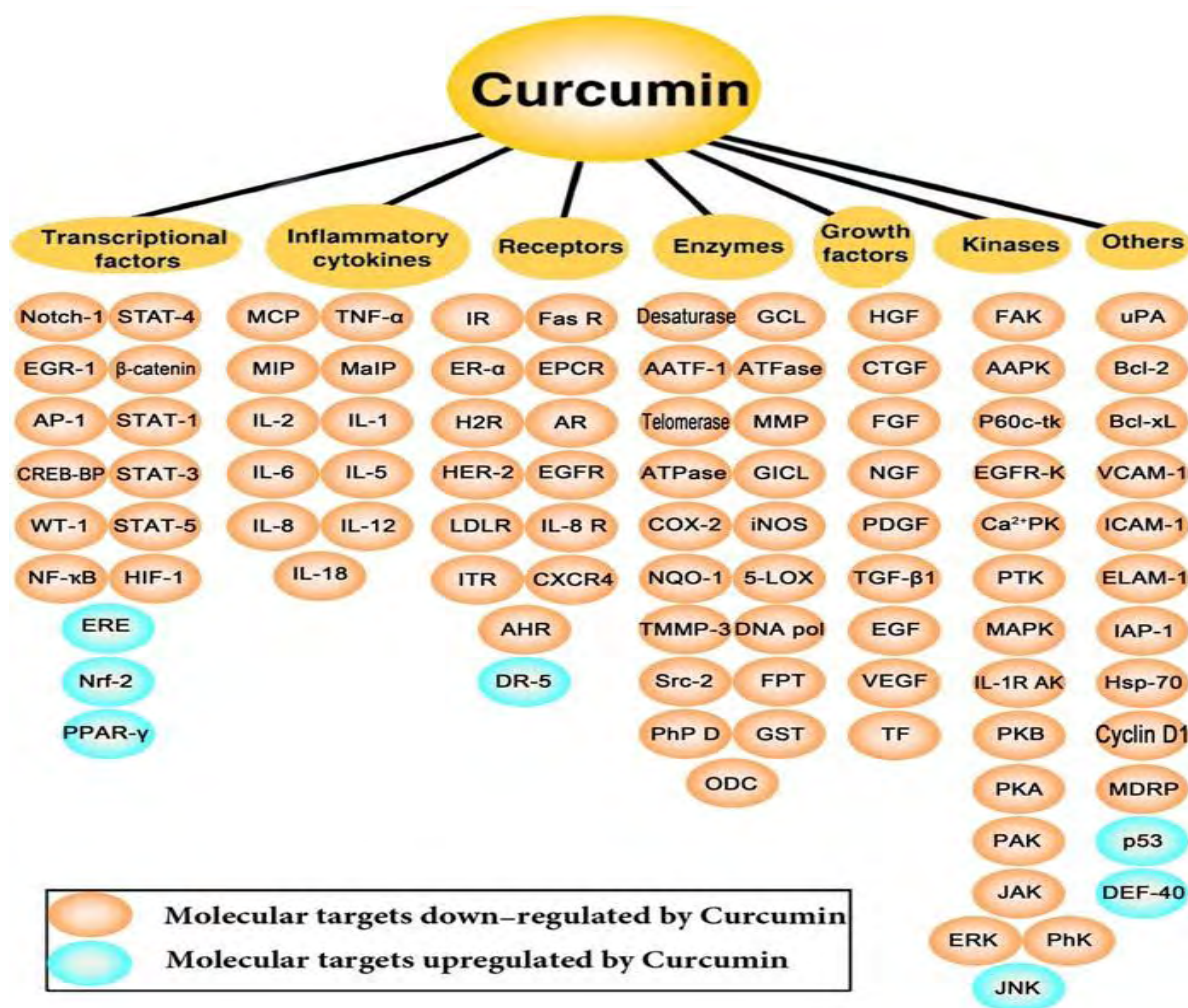 Curcumin
Transcriptional
factors
Inflammatory
cytokines
Receptors
Enzymes
Growth
factors
Kinases
Others
Notch-1 STAT-4
EGR-1 β-catenin
AP-1 STAT-1
CREB-BP STAT-3
WT-1 STAT-5
NF-κB HIF-1
ERE
Nrf-2
PPAR-γ
MCP TNF-α
MIP MaIP
IL-2 IL-1
IL-6 IL-5
IL-8 IL-12
IL-18
IR Fas R
ER-α EPCR
H2R AR
HER-2 EGFR
LDLR IL-8 R
ITR CXCR4
AHR
DR-5
Desaturase GCL
AATF-1 ATFase
Telomerase MMP
ATPase GICL
COX-2 iNOS
NQO-1 5-LOX
TMMP-3 DNA pol
Src-2 FPT
PhP D GST
ODC
HGF
CTGF
FGF
NGF
PDGF
TGF-β1
EGF
VEGF
TF
FAK
AAPK
P60c-tk
EGFR-K
Ca²⁺PK
PTK
MAPK
IL-1R AK
PKB
PKA
PAK
JAK
ERK PhK
JNK
uPA
Bcl-2
Bcl-xL
VCAM-1
ICAM-1
ELAM-1
IAP-1
Hsp-70
Cyclin D1
MDRP
p53
DEF-40
Molecular targets down–regulated by Curcumin
Molecular targets upregulated by Curcumin